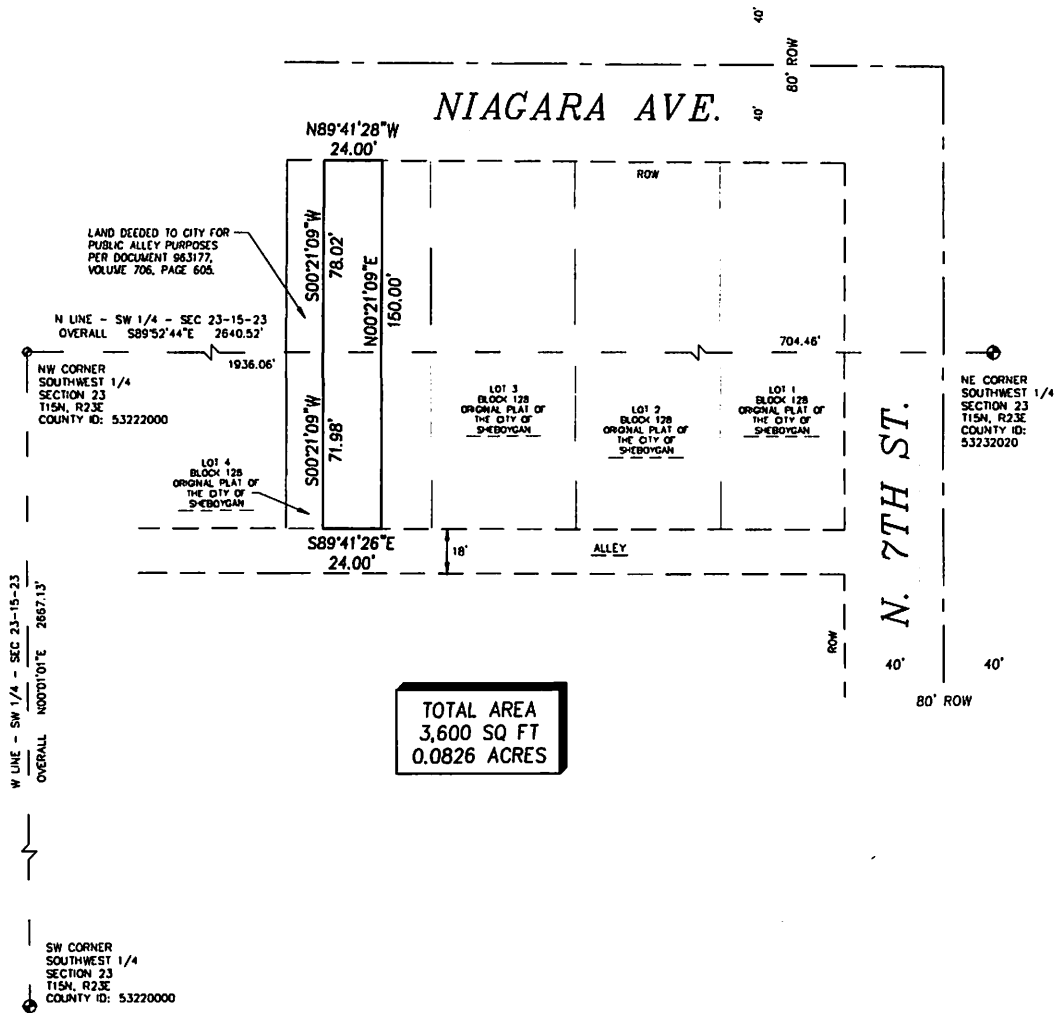 40'
80' ROW
NIAGARA AVE.
40'
N89°41'28"W
24.00'
ROW
LAND DEEDED TO CITY FOR
PUBLIC ALLEY PURPOSES
PER DOCUMENT 963177,
VOLUME 706, PAGE 605.
S00°21'09"W
78.02'
N00°21'09"E
150.00'
N LINE - SW 1/4 - SEC 23-15-23
OVERALL S89°52'44"E 2640.52'
1936.06'
704.46'
NW CORNER
SOUTHWEST 1/4
SECTION 23
T15N, R23E
COUNTY ID: 53222000
NE CORNER
SOUTHWEST 1/4
SECTION 23
T15N, R23E
COUNTY ID:
53232020
LOT 3
BLOCK 128
ORIGINAL PLAT OF
THE CITY OF
SHEBOYGAN
LOT 2
BLOCK 128
ORIGINAL PLAT OF
THE CITY OF
SHEBOYGAN
LOT 1
BLOCK 128
ORIGINAL PLAT OF
THE CITY OF
SHEBOYGAN
S00°21'09"W
71.98'
LOT 4
BLOCK 128
ORIGINAL PLAT OF
THE CITY OF
SHEBOYGAN
N. 7TH ST.
S89°41'26"E
24.00'
18'
ALLEY
W LINE - SW 1/4 - SEC 23-15-23
OVERALL N00°01'01"E 2667.13'
ROW
40'
40'
80' ROW
TOTAL AREA
3,600 SQ FT
0.0826 ACRES
SW CORNER
SOUTHWEST 1/4
SECTION 23
T15N, R23E
COUNTY ID: 53220000